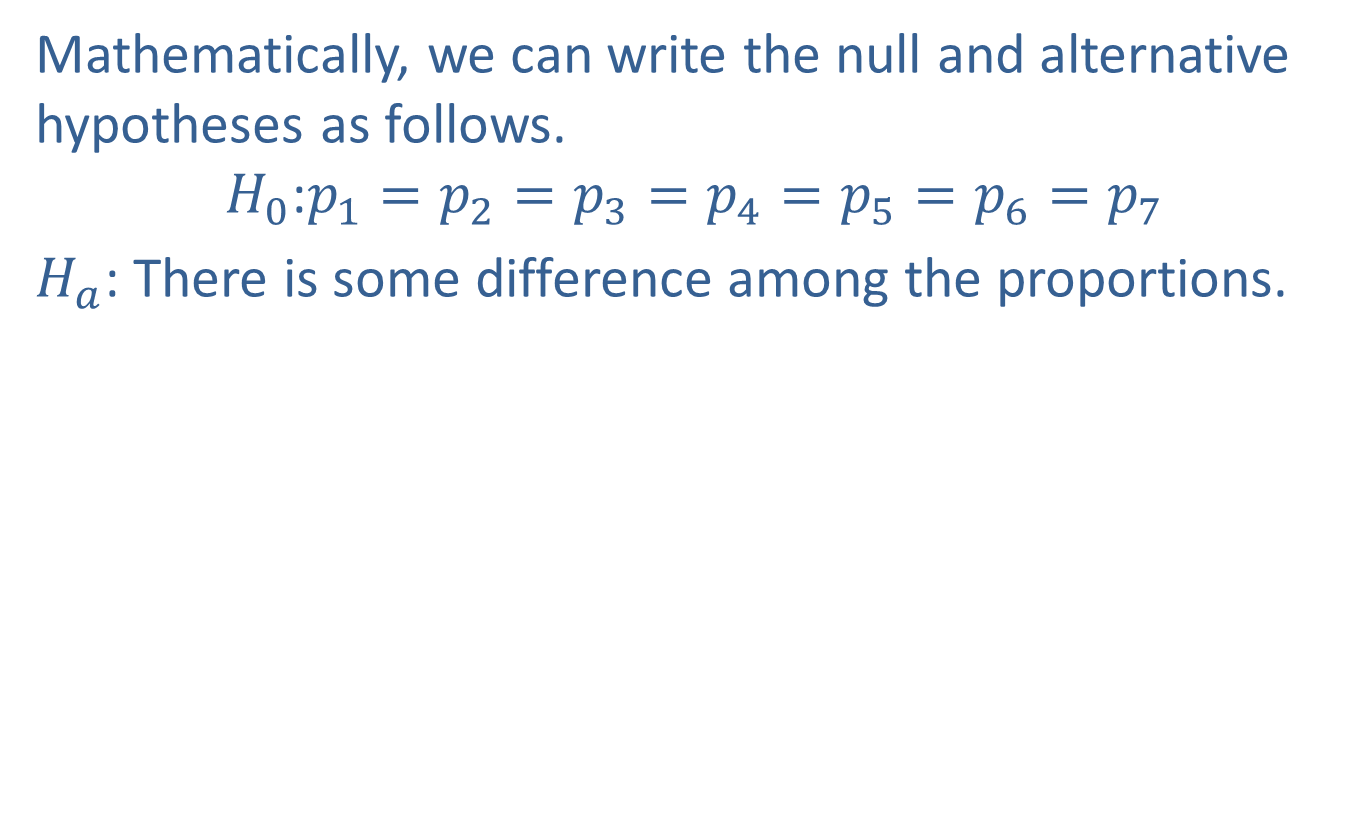 Mathematically, we can write the null and alternative
hypotheses as follows.
H₀:p₁ = p₂ = p₃ = p₄ = p₅ = p₆ = p₇
Hₐ: There is some difference among the proportions.